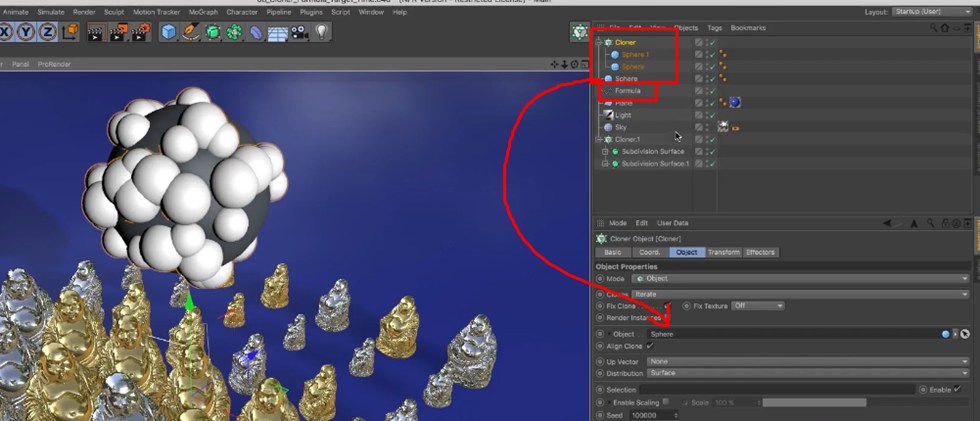 Animate Simulate Render Sculpt Motion Tracker MoGraph Character Pipeline Plugins Script Window Help
Layout: Startup (User)
X Y Z
File Edit View Objects Tags Bookmarks
Panel ProRender
Cloner
Sphere.1
Sphere
Sphere
Formula
Plane
Light
Sky
Cloner.1
Subdivision Surface
Subdivision Surface.1
Mode Edit User Data
Cloner Object [Cloner]
Basic Coord. Object Transform Effectors
Object Properties
Mode Object
Clones Iterate
Fix Clone Fix Texture Off
Render Instances
Object Sphere
Align Clone
Up Vector None
Distribution Surface
Selection Enable
Enable Scaling Scale 100 %
Seed 100000